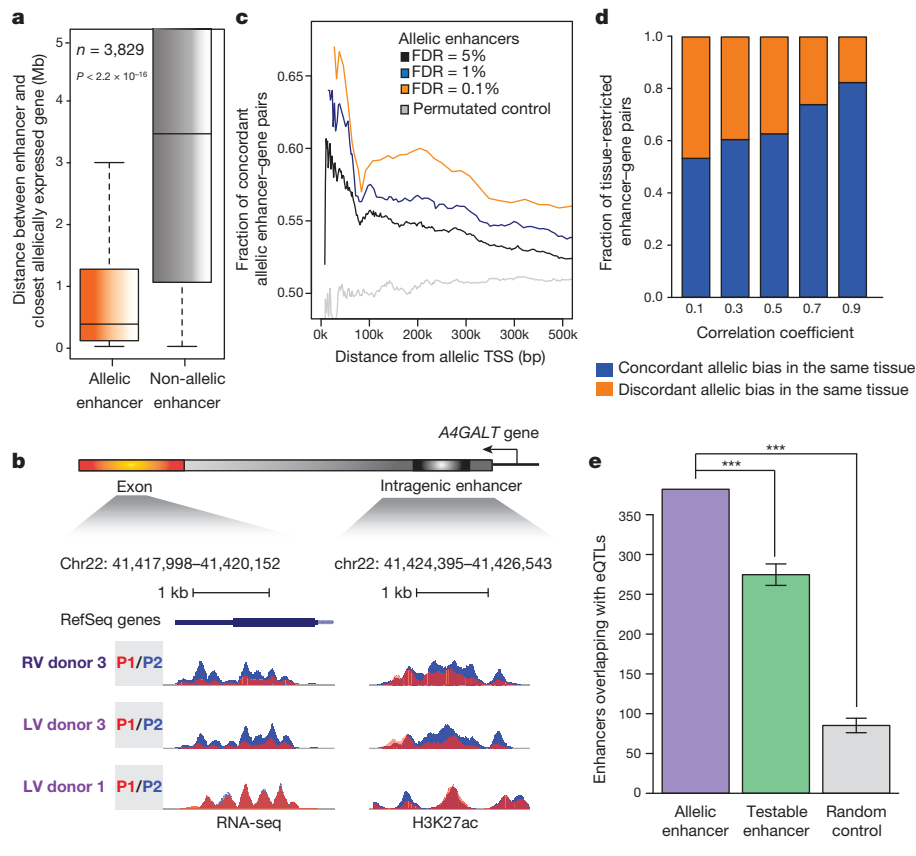 a
Distance between enhancer and
closest allelically expressed gene (Mb)
5
4
3
2
1
0
n = 3,829
P < 2.2 × 10⁻¹⁶
Allelic
enhancer
Non-allelic
enhancer
c
Fraction of concordant
allelic enhancer–gene pairs
0.65
0.60
0.55
0.50
Allelic enhancers
FDR = 5%
FDR = 1%
FDR = 0.1%
Permutated control
0k 100k 200k 300k 300k 500k
Distance from allelic TSS (bp)
d
Fraction of tissue-restricted
enhancer–gene pairs
1.0
0.8
0.6
0.4
0.2
0.0
0.1 0.3 0.5 0.7 0.9
Correlation coefficient
Concordant allelic bias in the same tissue
Discordant allelic bias in the same tissue
b
A4GALT gene
Exon
Intragenic enhancer
Chr22: 41,417,998–41,420,152
chr22: 41,424,395–41,426,543
1 kb
1 kb
RefSeq genes
RV donor 3 P1/P2
LV donor 3 P1/P2
LV donor 1 P1/P2
RNA-seq
H3K27ac
e
Enhancers overlapping with eQTLs
350
300
250
200
150
100
50
0
***
***
Allelic
enhancer
Testable
enhancer
Random
control